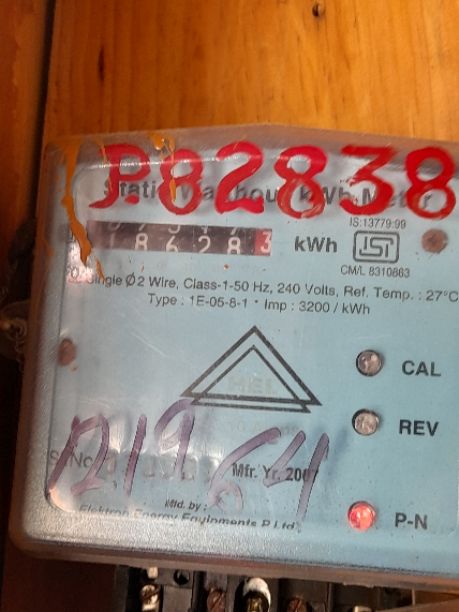 P.82838
Static Watthour kWh Meter
IS:13779:99
18628 3 kWh
CM/L 8310863
Single Ø 2 Wire, Class-1-50 Hz, 240 Volts, Ref. Temp. : 27°C
Type : 1E-05-8-1 * Imp : 3200 / kWh
CAL
REV
Mfr. Yr. 2007
P-N
Mfd. by :
Elektron Energy Equipments P. Ltd